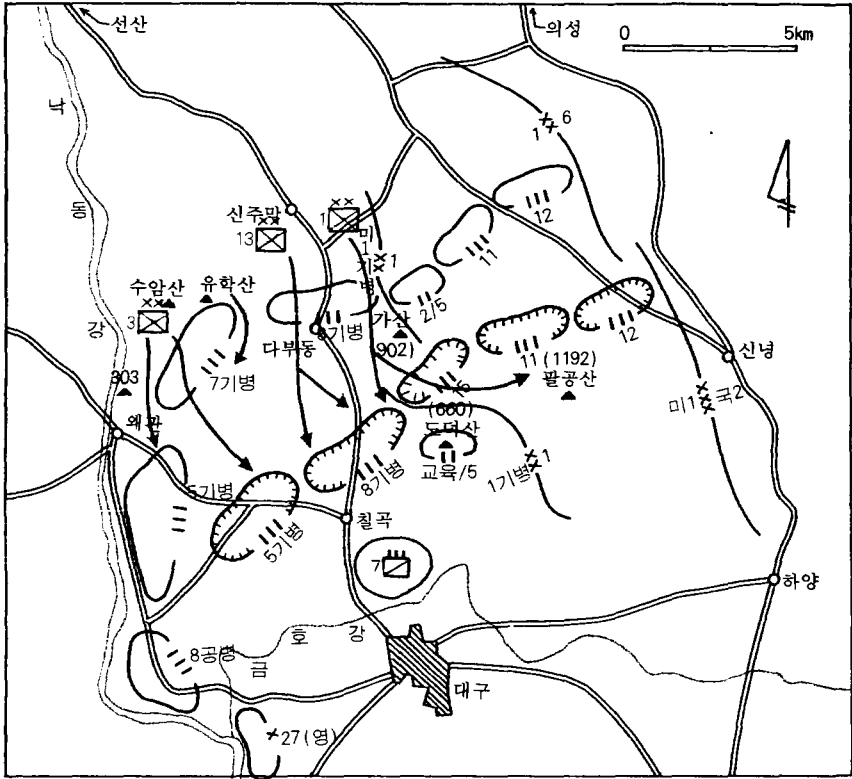 선산
의성
0 5km
낙
동
강
1 6
12
신주막
13
1
미
1
기
병
1
11
수암산
유학산
3
2/5
8기병
가산
(902)
다부동
7기병
303
왜관
11 (1192)
팔공산
12
신녕
15
(660)
도덕산
교육/5
미1 국2
5기병
8기병
1기병 1
칠곡
5기병
7
하양
호
강
금
8공병
대구
27(영)